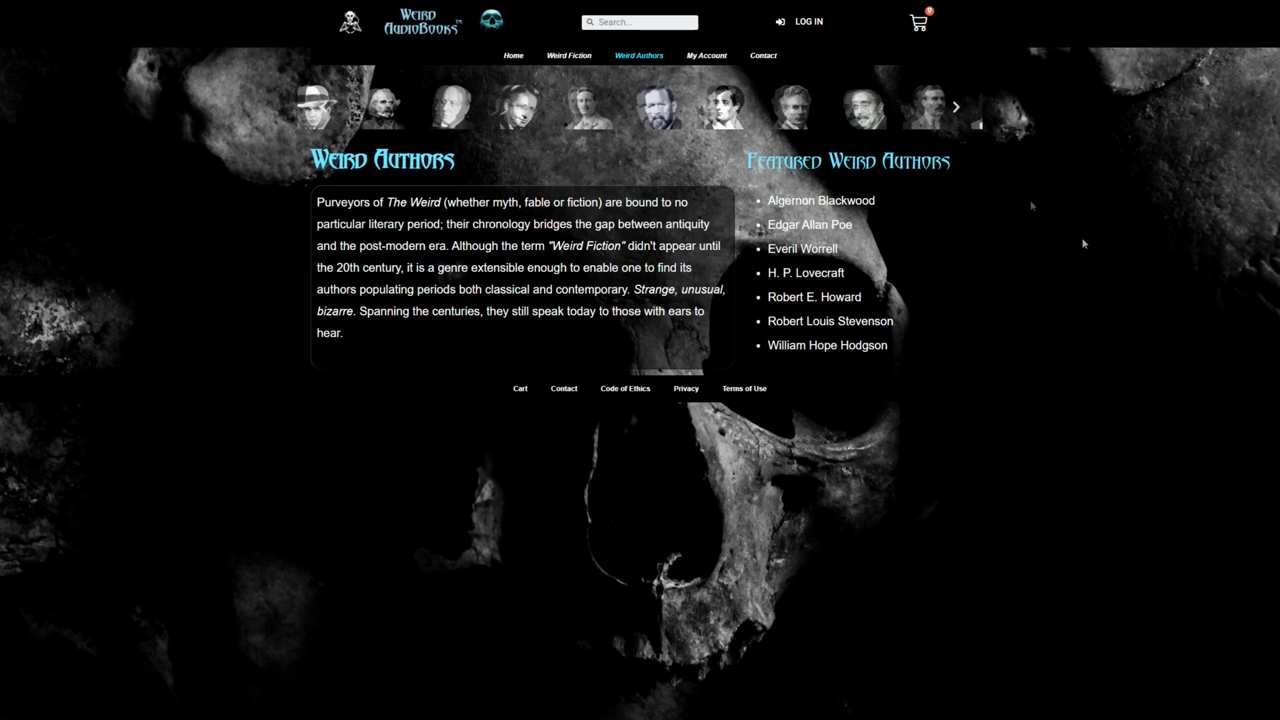 Weird
AudioBooks™
Search...
LOG IN
0
Home
Weird Fiction
Weird Authors
My Account
Contact
Weird Authors
Purveyors of The Weird (whether myth, fable or fiction) are bound to no
particular literary period; their chronology bridges the gap between antiquity
and the post-modern era. Although the term "Weird Fiction" didn't appear until
the 20th century, it is a genre extensible enough to enable one to find its
authors populating periods both classical and contemporary. Strange, unusual,
bizarre. Spanning the centuries, they still speak today to those with ears to
hear.
Featured Weird Authors
Algernon Blackwood
Edgar Allan Poe
Everil Worrell
H. P. Lovecraft
Robert E. Howard
Robert Louis Stevenson
William Hope Hodgson
Cart
Contact
Code of Ethics
Privacy
Terms of Use